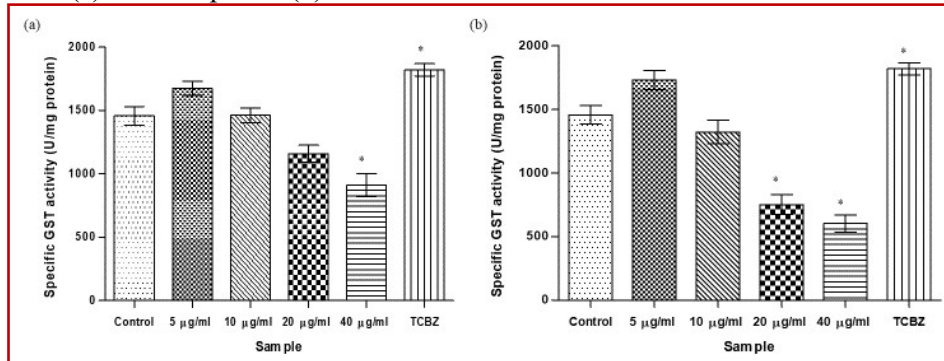 (a)
2000
1500
1000
500
0
Specific GST activity (U/mg protein)
*
*
Control 5 µg/ml 10 µg/ml 20 µg/ml 40 µg/ml TCBZ
Sample
(b)
2000
1500
1000
500
0
Specific GST activity (U/mg protein)
*
*
*
Control 5 µg/ml 10 µg/ml 20 µg/ml 40 µg/ml TCBZ
Sample